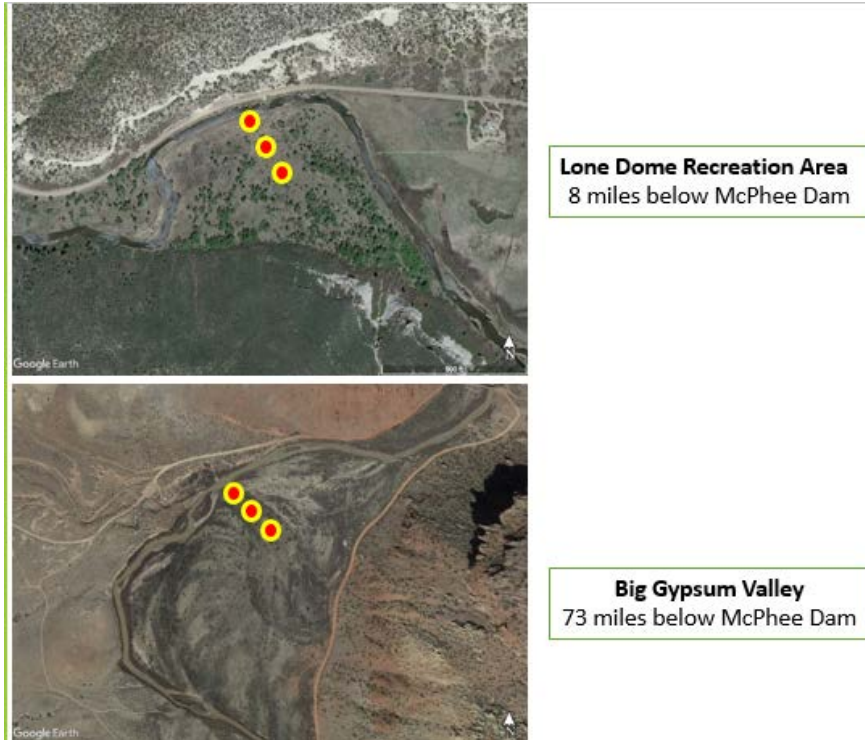 Lone Dome Recreation Area
8 miles below McPhee Dam
N
Google Earth
Big Gypsum Valley
73 miles below McPhee Dam
N
Google Earth